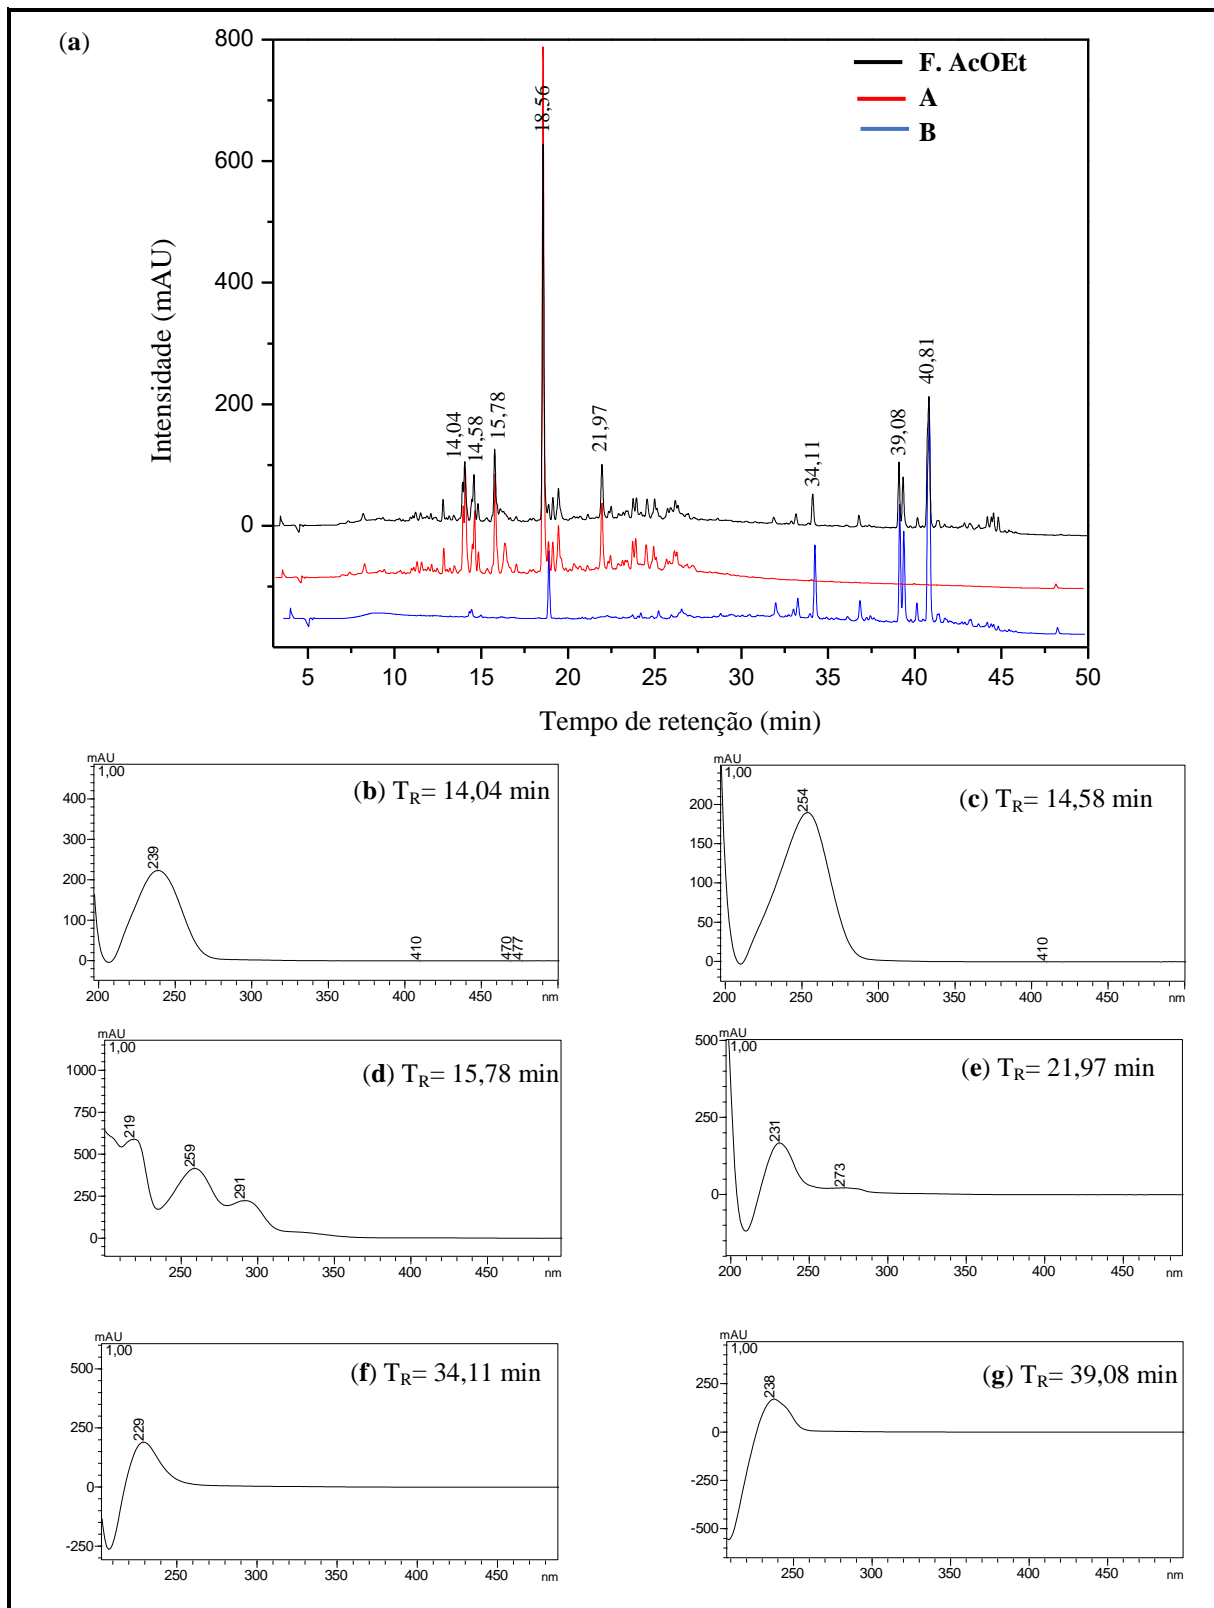 (a)
800
600
400
200
0
Intensidade (mAU)
F. AcOEt
A
B
14,04
14,58
15,78
18,56
21,97
34,11
39,08
40,81
5 10 15 20 25 30 35 40 45 50
Tempo de retenção (min)
mAU
1,00
(b) TR= 14,04 min
400
300
200
100
0
239
410
470
477
200 250 300 350 400 450 nm
mAU
1,00
(c) TR= 14,58 min
200
150
100
50
0
254
410
200 250 300 350 400 450 nm
mAU
1,00
(d) TR= 15,78 min
1000
750
500
250
0
219
259
291
250 300 350 400 450 nm
mAU
500
1,00
(e) TR= 21,97 min
250
0
231
273
200 250 300 350 400 450 nm
mAU
1,00
(f) TR= 34,11 min
500
250
0
-250
229
250 300 350 400 450 nm
mAU
1,00
(g) TR= 39,08 min
250
0
-250
-500
238
250 300 350 400 450 nm